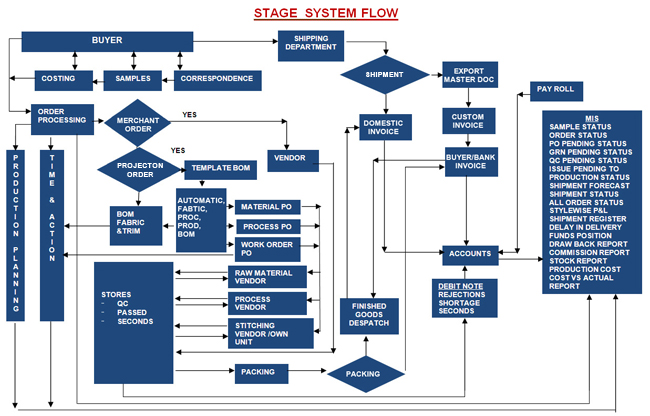 STAGE SYSTEM FLOW
BUYER
SHIPPING
DEPARTMENT
COSTING
SAMPLES
CORRESPONDENCE
SHIPMENT
EXPORT
MASTER DOC
PAY ROLL
ORDER
PROCESSING
MERCHANT
ORDER
YES
DOMESTIC
INVOICE
CUSTOM
INVOICE
MIS
SAMPLE STATUS
ORDER STATUS
PO PENDING STATUS
GRN PENDING STATUS
QC PENDING STATUS
ISSUE PENDING TO
PRODUCTION STATUS
SHIPMENT FORECAST
SHIPMENT STATUS
ALL ORDER STATUS
STYLEWISE P&L
SHIPMENT REGISTER
DELAY IN DELIVERY
FUNDS POSITION
DRAW BACK REPORT
COMMISSION REPORT
STOCK REPORT
PRODUCTION COST
COST VS ACTUAL
REPORT
PRODUCTION PLANNING
TIME & ACTION
YES
PROJECTON
ORDER
TEMPLATE BOM
VENDOR
BUYER/BANK
INVOICE
BOM
FABRIC
&TRIM
AUTOMATIC,
FABTIC,
PROC,
PROD,
BOM
MATERIAL PO
PROCESS PO
WORK ORDER
PO
ACCOUNTS
STORES
- QC
- PASSED
- SECONDS
RAW MATERIAL
VENDOR
PROCESS
VENDOR
STITCHING
VENDOR /OWN
UNIT
FINISHED
GOODS
DESPATCH
DEBIT NOTE
REJECTIONS
SHORTAGE
SECONDS
PACKING
PACKING